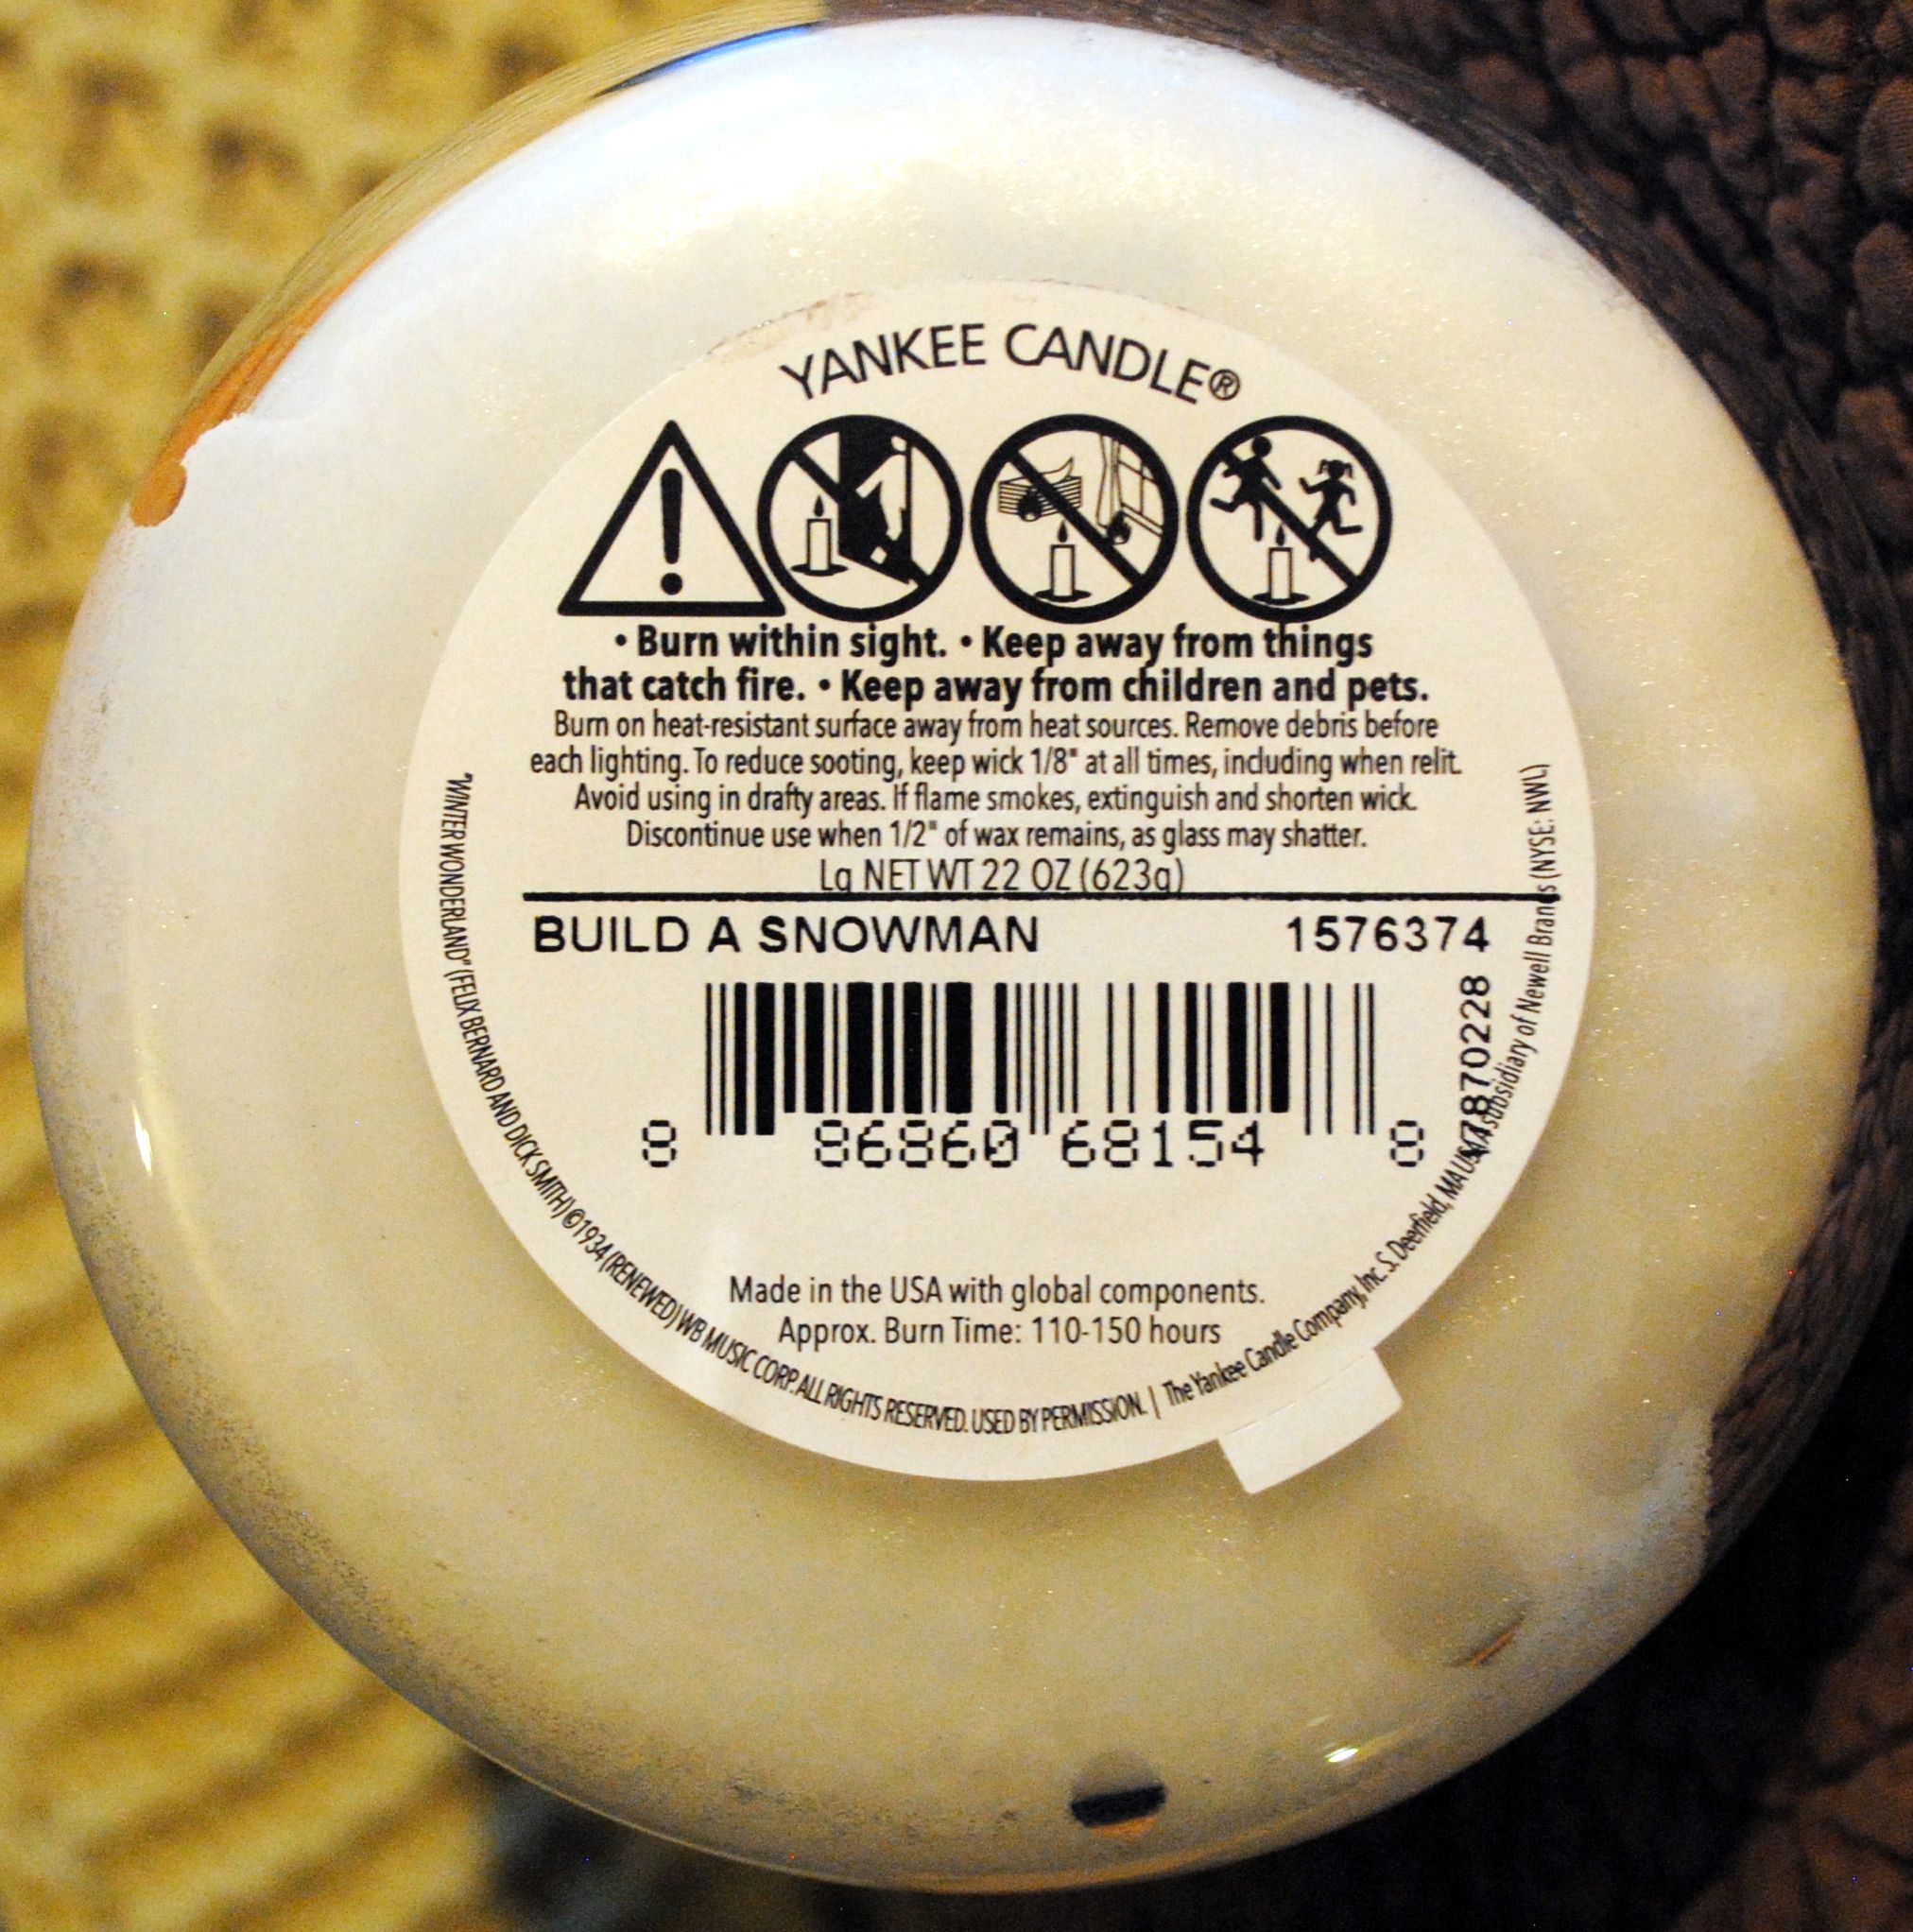 YANKEE CANDLE®
• Burn within sight. • Keep away from things
that catch fire. • Keep away from children and pets.
Burn on heat-resistant surface away from heat sources. Remove debris before
each lighting. To reduce sooting, keep wick 1/8" at all times, including when relit.
Avoid using in drafty areas. If flame smokes, extinguish and shorten wick.
Discontinue use when 1/2" of wax remains, as glass may shatter.
Lg NET WT 22 OZ (623g)
BUILD A SNOWMAN 1576374
8 86860 68154 8
Made in the USA with global components.
Approx. Burn Time: 110-150 hours
"WINTER WONDERLAND" (FELIX BERNARD AND DICK SMITH) ©1934 (RENEWED) WB MUSIC CORP. ALL RIGHTS RESERVED. USED BY PERMISSION. | The Yankee Candle Company, Inc. S. Deerfield, MA USA A subsidiary of Newell Brands (NYSE: NWL)